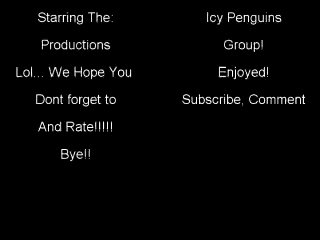 Starring The: Icy Penguins
Productions Group!
Lol... We Hope You Enjoyed!
Dont forget to Subscribe, Comment
And Rate!!!!!
Bye!!